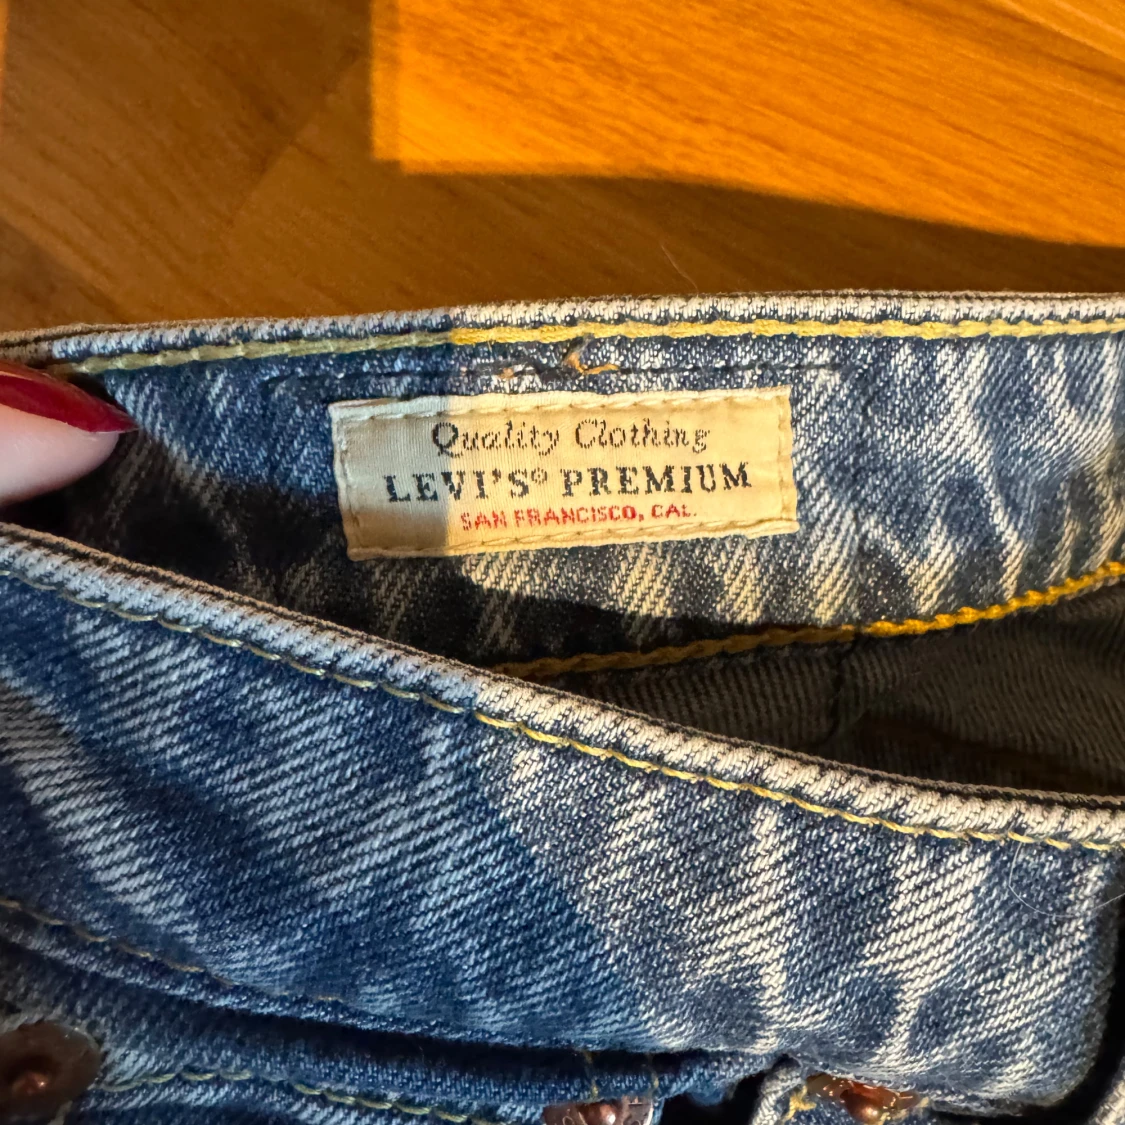 Quality Clothing
LEVI'S® PREMIUM
SAN FRANCISCO, CAL.